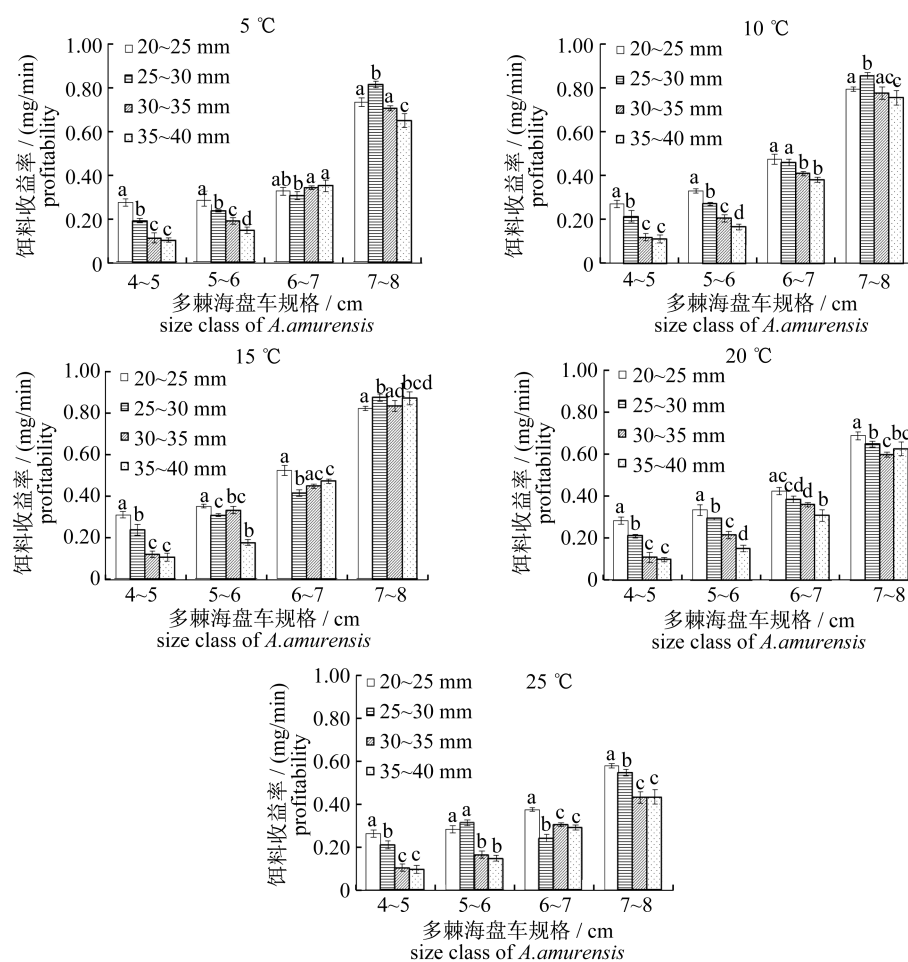 5 ℃
1.00
0.80
0.60
0.40
0.20
0
20~25 mm
25~30 mm
30~35 mm
35~40 mm
a b c c
a b c d
ab b a a
a b a c
4~5 5~6 6~7 7~8
饵料收益率 / (mg/min)
profitability
多棘海盘车规格 / cm
size class of A.amurensis
10 ℃
1.00
0.80
0.60
0.40
0.20
0
20~25 mm
25~30 mm
30~35 mm
35~40 mm
a b c c
a b c d
a a b b
a b ac c
4~5 5~6 6~7 7~8
饵料收益率 / (mg/min)
profitability
多棘海盘车规格 / cm
size class of A.amurensis
15 ℃
1.00
0.80
0.60
0.40
0.20
0
20~25 mm
25~30 mm
30~35 mm
35~40 mm
a b c c
a c bc b
a b ac c
a b ad bcd
4~5 5~6 6~7 7~8
饵料收益率 / (mg/min)
profitability
多棘海盘车规格 / cm
size class of A.amurensis
20 ℃
1.00
0.80
0.60
0.40
0.20
0
20~25 mm
25~30 mm
30~35 mm
35~40 mm
a b c c
a b c d
ac cd d b
a b c bc
4~5 5~6 6~7 7~8
饵料收益率 / (mg/min)
profitability
多棘海盘车规格 / cm
size class of A.amurensis
25 ℃
1.00
0.80
0.60
0.40
0.20
0
20~25 mm
25~30 mm
30~35 mm
35~40 mm
a b c c
a a b b
a b c c
a b c c
4~5 5~6 6~7 7~8
饵料收益率 / (mg/min)
profitability
多棘海盘车规格 / cm
size class of A.amurensis